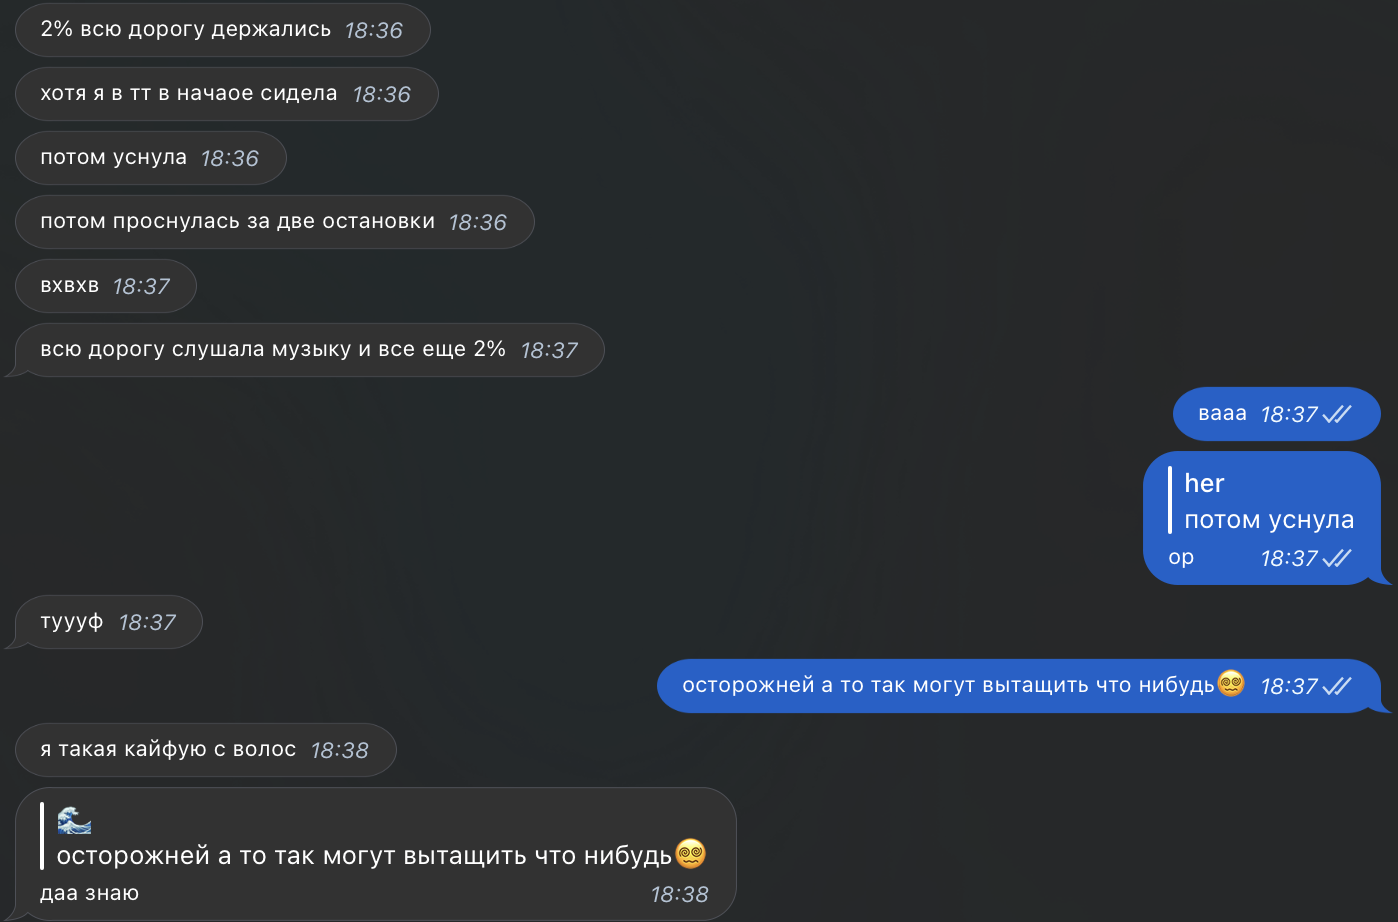 2% всю дорогу держались 18:36
хотя я в тт в начаое сидела 18:36
потом уснула 18:36
потом проснулась за две остановки 18:36
вхвхв 18:37
всю дорогу слушала музыку и все еще 2% 18:37
вааа 18:37
her
потом уснула
ор 18:37
туууф 18:37
осторожней а то так могут вытащить что нибудь😵‍💫 18:37
я такая кайфую с волос 18:38
🌊
осторожней а то так могут вытащить что нибудь😵‍💫
даа знаю 18:38